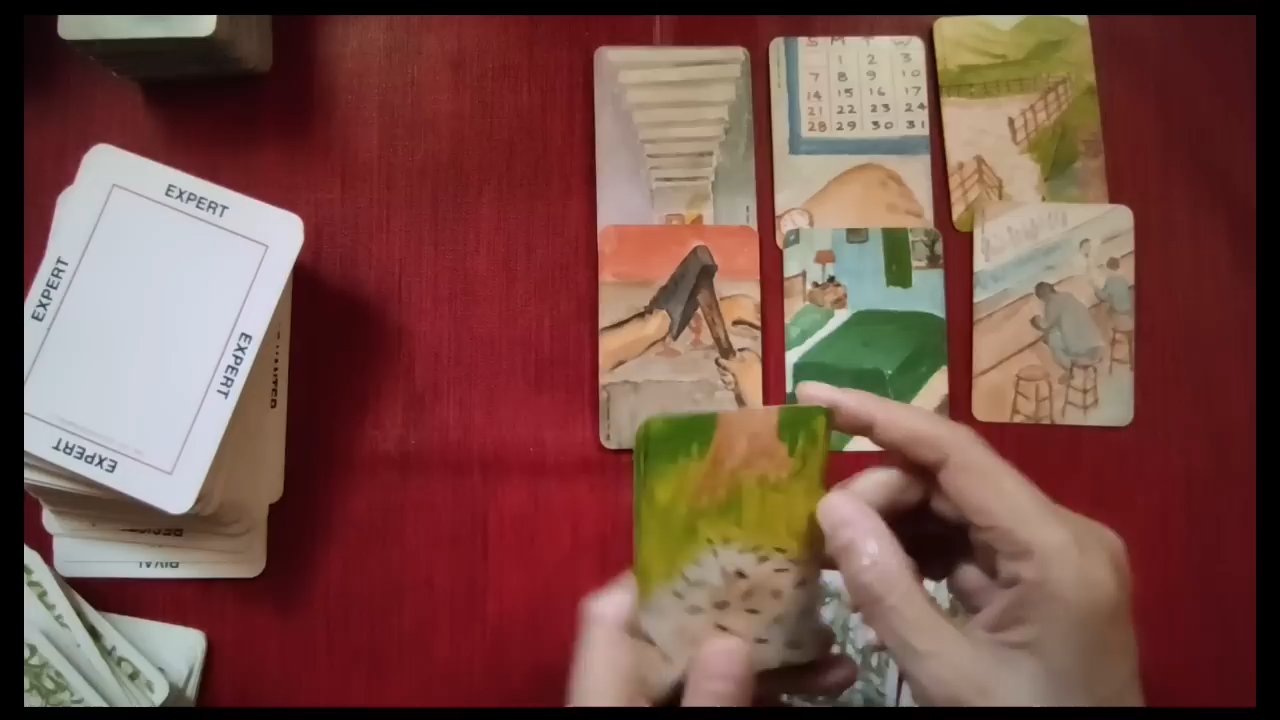 EXPERT
EXPERT
EXPERT
EXPERT
S M T W
1 2 3
7 8 9 10
14 15 16 17
21 22 23 24
28 29 30 31
RIVAL